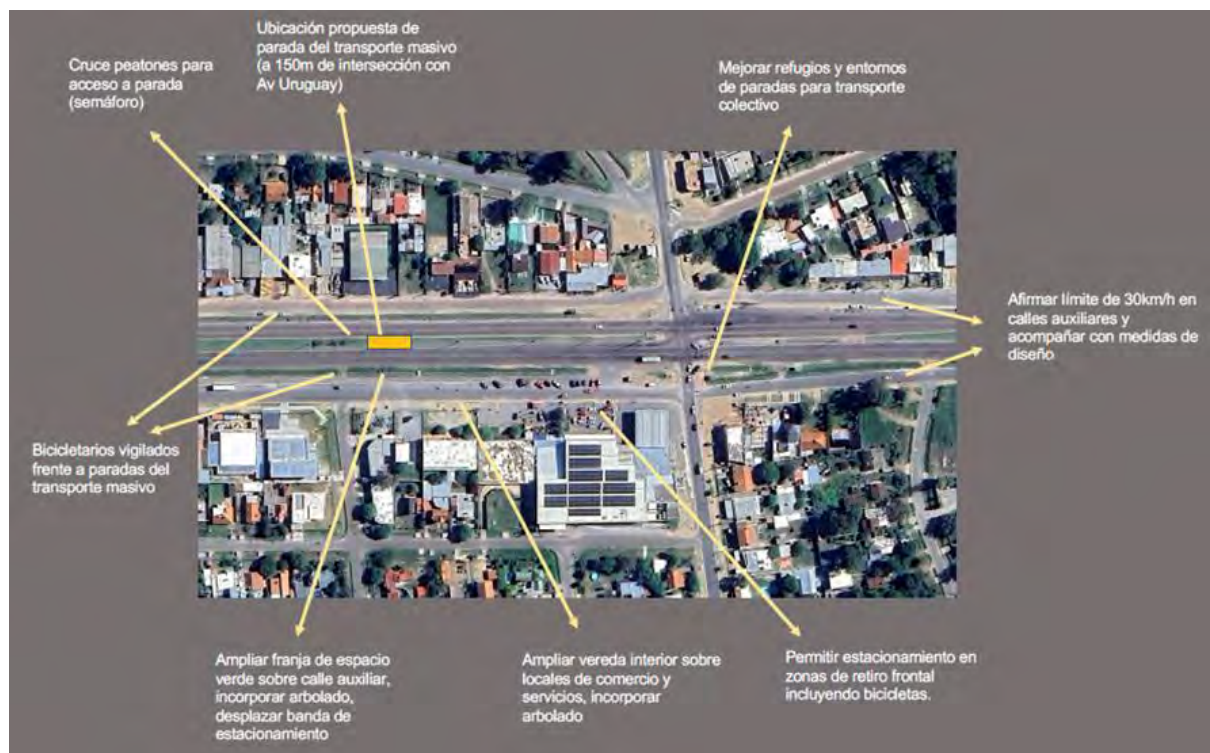 Ubicación propuesta de
parada del transporte masivo
(a 150m de intersección con
Av Uruguay)
Cruce peatones para
acceso a parada
(semáforo)
Mejorar refugios y entornos
de paradas para transporte
colectivo
Afirmar límite de 30km/h en
calles auxiliares y
acompañar con medidas de
diseño
Bicicletarios vigilados
frente a paradas del
transporte masivo
Ampliar franja de espacio
verde sobre calle auxiliar,
incorporar arbolado,
desplazar banda de
estacionamiento
Ampliar vereda interior sobre
locales de comercio y
servicios, incorporar
arbolado
Permitir estacionamiento en
zonas de retiro frontal
incluyendo bicicletas.